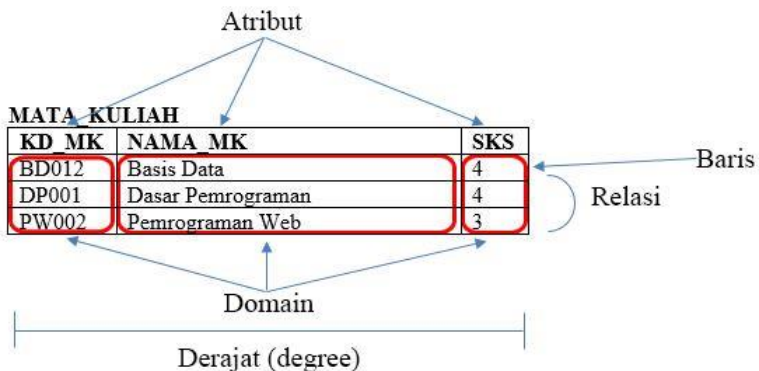 Atribut
MATA_KULIAH
KD_MK NAMA_MK SKS
BD012 Basis Data 4
DP001 Dasar Pemrograman 4
PW002 Pemrograman Web 3
Baris
Relasi
Domain
Derajat (degree)